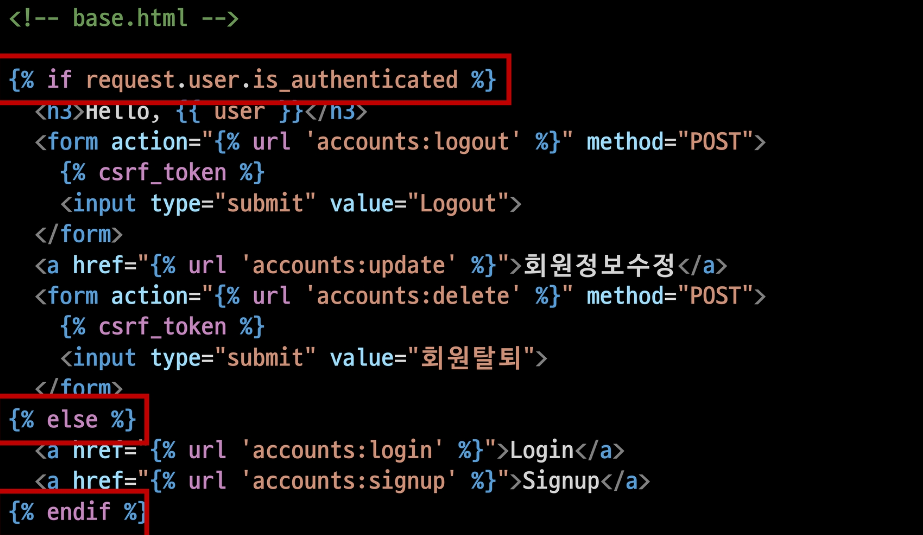 <!-- base.html -->
{% if request.user.is_authenticated %}
<h3>Hello, {{ user }}</h3>
<form action="{% url 'accounts:logout' %}" method="POST">
{% csrf_token %}
<input type="submit" value="Logout">
</form>
<a href="{% url 'accounts:update' %}">회원정보수정</a>
<form action="{% url 'accounts:delete' %}" method="POST">
{% csrf_token %}
<input type="submit" value="회원탈퇴">
</form>
{% else %}
<a href="{% url 'accounts:login' %}">Login</a>
<a href="{% url 'accounts:signup' %}">Signup</a>
{% endif %}